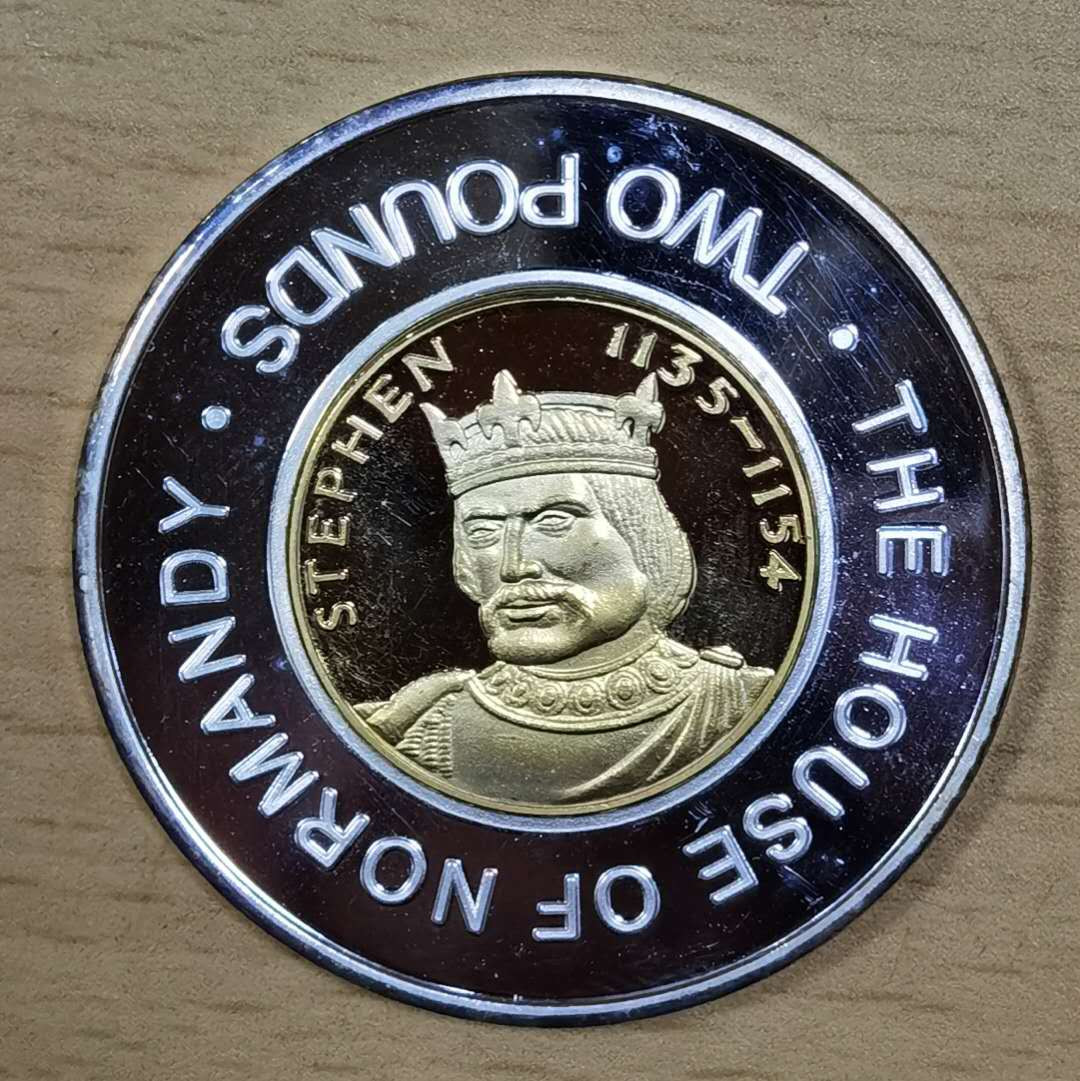 THE HOUSE OF NORMANDY · TWO POUNDS ·
STEPHEN 1135-1154